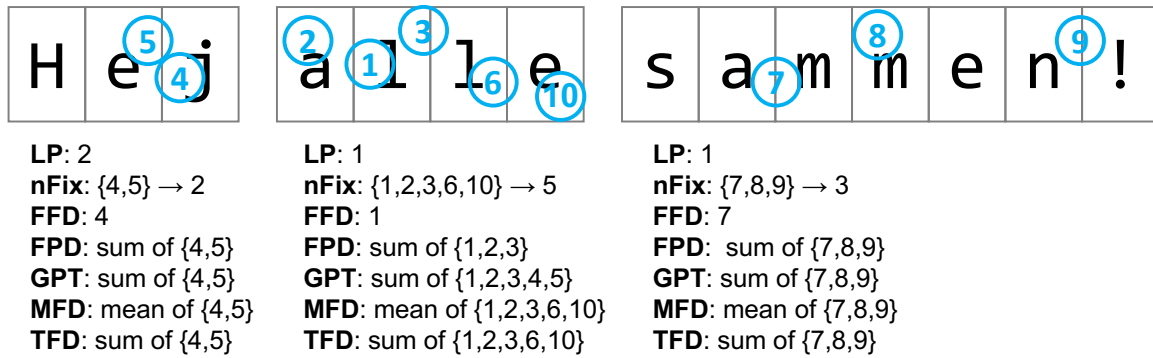 Hej alle sammen!
5 2 3 8 9
4 1 6 7 10
LP: 2
nFix: {4,5} → 2
FFD: 4
FPD: sum of {4,5}
GPT: sum of {4,5}
MFD: mean of {4,5}
TFD: sum of {4,5}
LP: 1
nFix: {1,2,3,6,10} → 5
FFD: 1
FPD: sum of {1,2,3}
GPT: sum of {1,2,3,4,5}
MFD: mean of {1,2,3,6,10}
TFD: sum of {1,2,3,6,10}
LP: 1
nFix: {7,8,9} → 3
FFD: 7
FPD: sum of {7,8,9}
GPT: sum of {7,8,9}
MFD: mean of {7,8,9}
TFD: sum of {7,8,9}